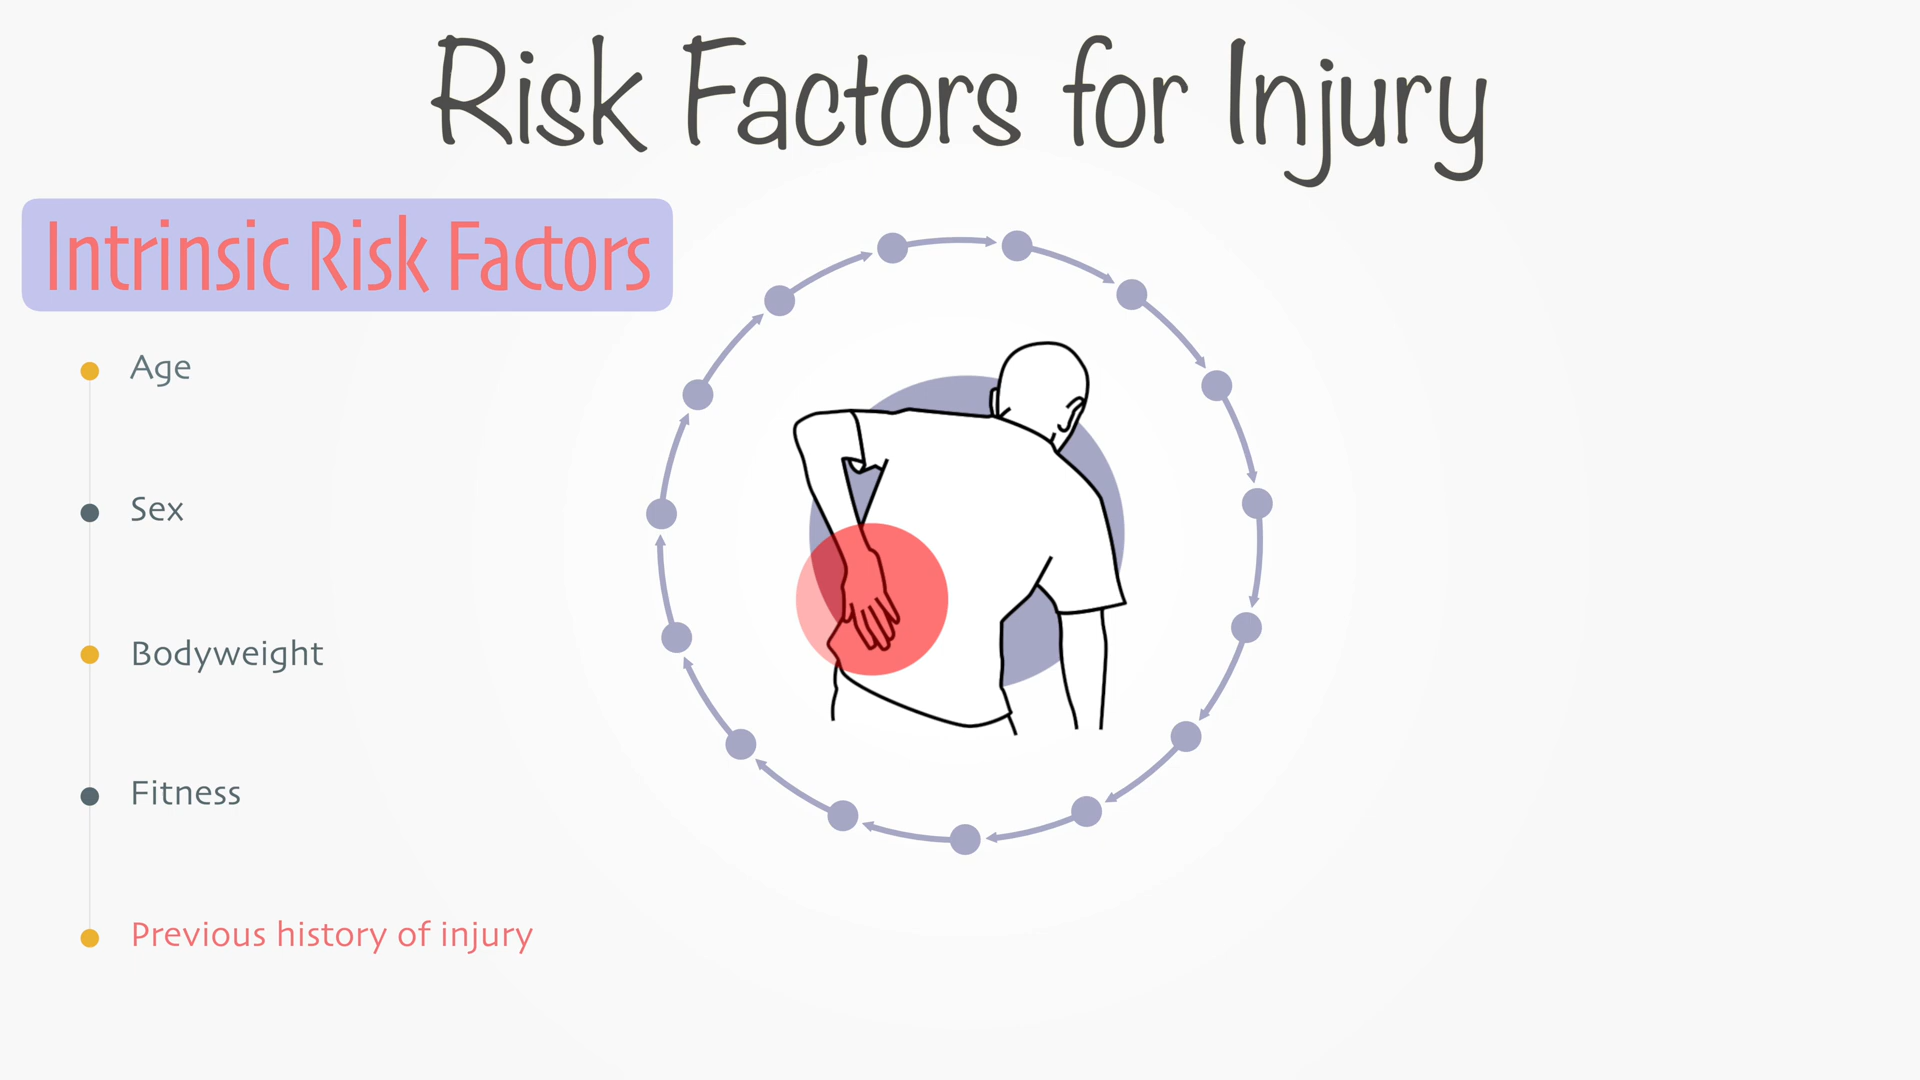 Risk Factors for Injury
Intrinsic Risk Factors
Age
Sex
Bodyweight
Fitness
Previous history of injury